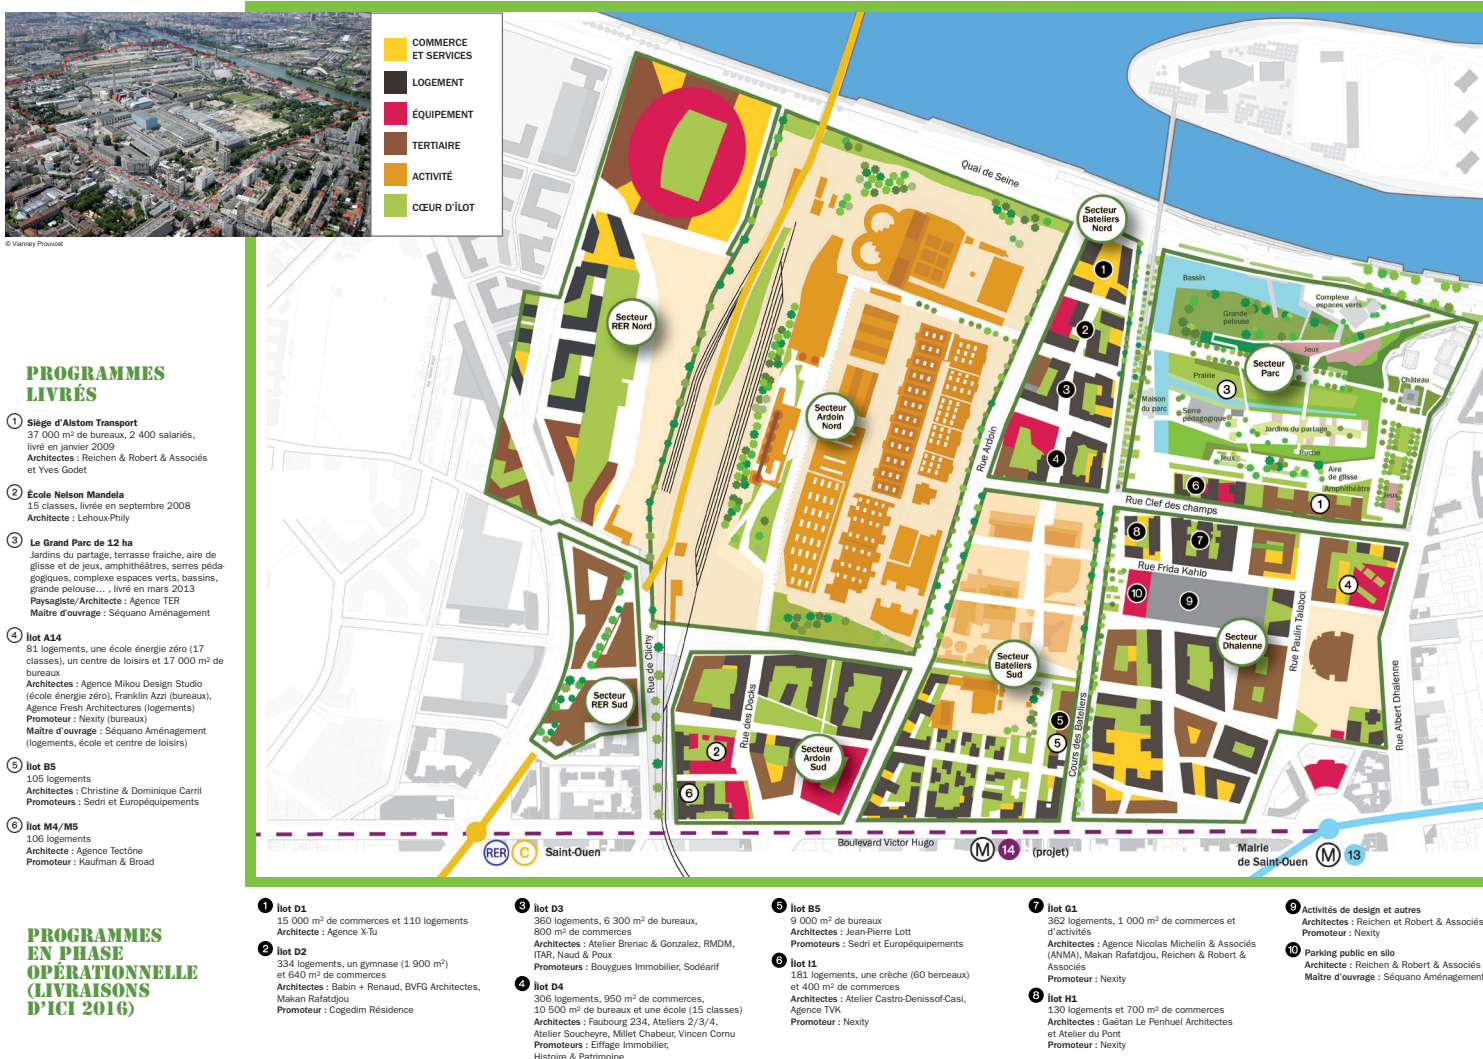 COMMERCE
ET SERVICES
LOGEMENT
ÉQUIPEMENT
TERTIAIRE
ACTIVITÉ
CŒUR D'ÎLOT
© Vianney Prouvost
PROGRAMMES
LIVRÉS
1 Siège d'Alstom Transport
37 000 m² de bureaux, 2 400 salariés,
livré en janvier 2009
Architectes : Reichen & Robert & Associés
et Yves Godet
2 École Nelson Mandela
15 classes, livrée en septembre 2008
Architecte : Lehoux-Phily
3 Le Grand Parc de 12 ha
Jardins du partage, terrasse fraiche, aire de
glisse et de jeux, amphithéâtres, serres péda-
gogiques, complexe espaces verts, bassins,
grande pelouse... , livré en mars 2013
Paysagiste/Architecte : Agence TER
Maître d'ouvrage : Séquano Aménagement
4 Îlot A14
81 logements, une école énergie zéro (17
classes), un centre de loisirs et 17 000 m² de
bureaux
Architectes : Agence Mikou Design Studio
(école énergie zéro), Franklin Azzi (bureaux),
Agence Fresh Architectures (logements)
Promoteur : Nexity (bureaux)
Maître d'ouvrage : Séquano Aménagement
(logements, école et centre de loisirs)
5 Îlot B5
105 logements
Architectes : Christine & Dominique Carril
Promoteurs : Sedri et Européquipements
6 Îlot M4/M5
106 logements
Architecte : Agence Tectône
Promoteur : Kaufman & Broad
Quai de Seine
Secteur
Bateliers
Nord
1
2
3
4
Secteur
RER Nord
Secteur
Ardoin
Nord
Rue Ardoin
Bassin
Grande
pelouse
Complexe
espaces verts
Jeux
Secteur
Parc
Prairie
3
Château
Maison
du parc
Serre
pédagogique
Jardins du partage
Ruche
Jeux
Aire
de glisse
Amphithéâtre
Jeux
6
1
Rue Clef des champs
8
7
Rue Frida Kahlo
10
9
4
Rue Paulin Talabot
Secteur
Dhalenne
Rue Albert Dhalenne
Secteur
Bateliers
Sud
5
5
Cours des Bateliers
Rue de Clichy
Secteur
RER Sud
Rue des Docks
2
Secteur
Ardoin
Sud
6
Boulevard Victor Hugo
RER C Saint-Ouen
M 14 (projet)
Mairie
de Saint-Ouen M 13
PROGRAMMES
EN PHASE
OPÉRATIONNELLE
(LIVRAISONS
D'ICI 2016)
1 Îlot D1
15 000 m² de commerces et 110 logements
Architecte : Agence X-Tu
2 Îlot D2
334 logements, un gymnase (1 900 m²)
et 640 m² de commerces
Architectes : Babin + Renaud, BVFG Architectes,
Makan Rafatdjou
Promoteur : Cogedim Résidence
3 Îlot D3
360 logements, 6 300 m² de bureaux,
800 m² de commerces
Architectes : Atelier Brenac & Gonzalez, RMDM,
ITAR, Naud & Poux
Promoteurs : Bouygues Immobilier, Sodéarif
4 Îlot D4
306 logements, 950 m² de commerces,
10 500 m² de bureaux et une école (15 classes)
Architectes : Faubourg 234, Ateliers 2/3/4,
Atelier Soucheyre, Millet Chabeur, Vincen Cornu
Promoteurs : Eiffage Immobilier,
Histoire & Patrimoine
5 Îlot B5
9 000 m² de bureaux
Architectes : Jean-Pierre Lott
Promoteurs : Sedri et Européquipements
6 Îlot I1
181 logements, une crèche (60 berceaux)
et 400 m² de commerces
Architectes : Atelier Castro-Denissof-Casi,
Agence TVK
Promoteur : Nexity
7 Îlot G1
362 logements, 1 000 m² de commerces et
d'activités
Architectes : Agence Nicolas Michelin & Associés
(ANMA), Makan Rafatdjou, Reichen & Robert &
Associés
Promoteur : Nexity
8 Îlot H1
130 logements et 700 m² de commerces
Architectes : Gaëtan Le Penhuel Architectes
et Atelier du Pont
Promoteur : Nexity
9 Activités de design et autres
Architectes : Reichen et Robert & Associés
Promoteur : Nexity
10 Parking public en silo
Architecte : Reichen & Robert & Associés
Maître d'ouvrage : Séquano Aménagement